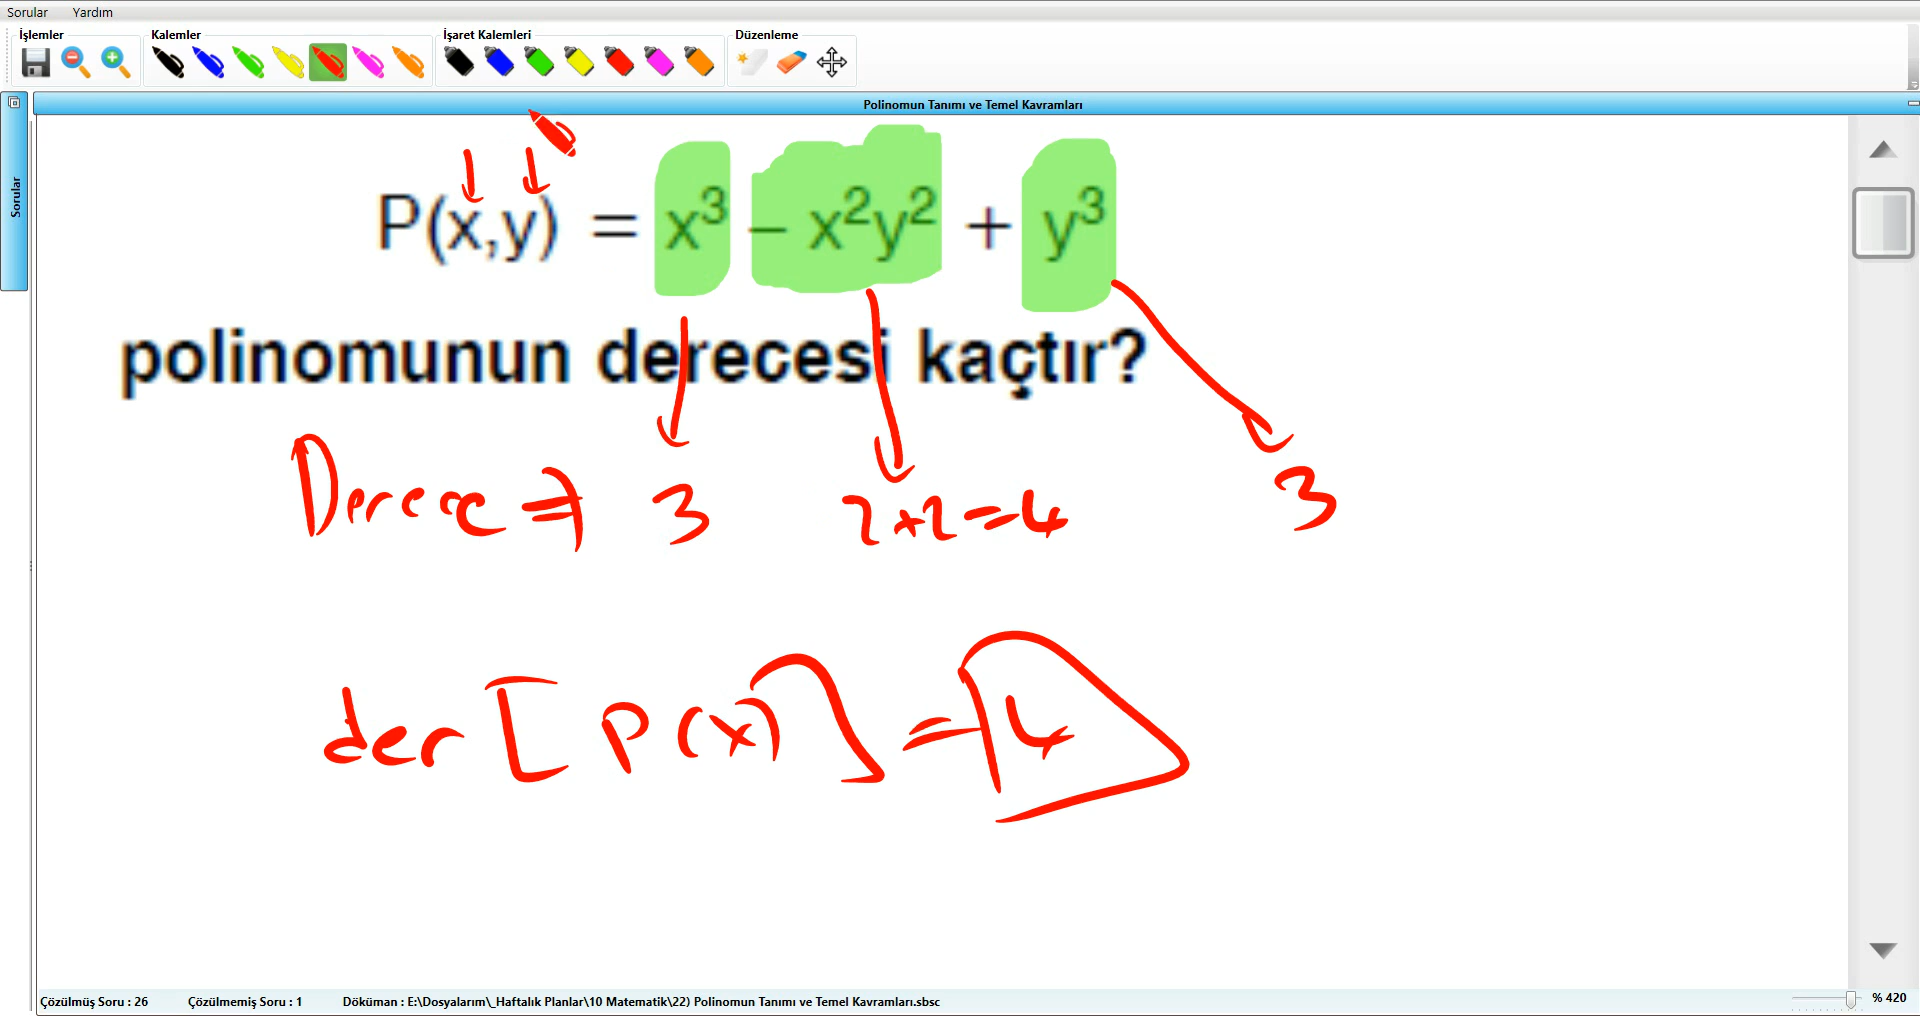 Sorular Yardım
İşlemler Kalemler İşaret Kalemleri Düzenleme
Polinomun Tanımı ve Temel Kavramları
Sorular
P(x,y) = x³ − x²y² + y³
polinomunun derecesi kaçtır?
Derece ⇒ 3 2+2=4 3
der [P(x)] = 4
Çözülmüş Soru : 26 Çözülmemiş Soru : 1 Döküman : E:\Dosyalarım\_Haftalık Planlar\10 Matematik\22) Polinomun Tanımı ve Temel Kavramları.sbsc % 420